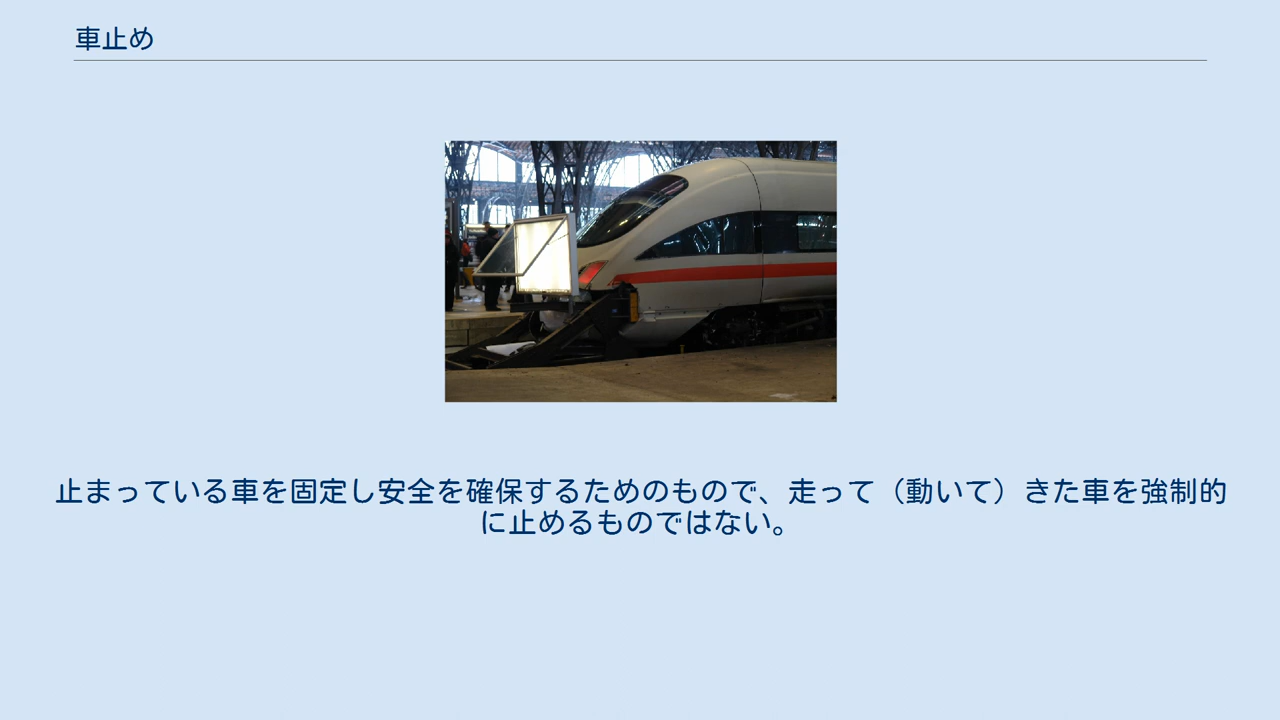 車止め
止まっている車を固定し安全を確保するためのもので、走って（動いて）きた車を強制的
に止めるものではない。